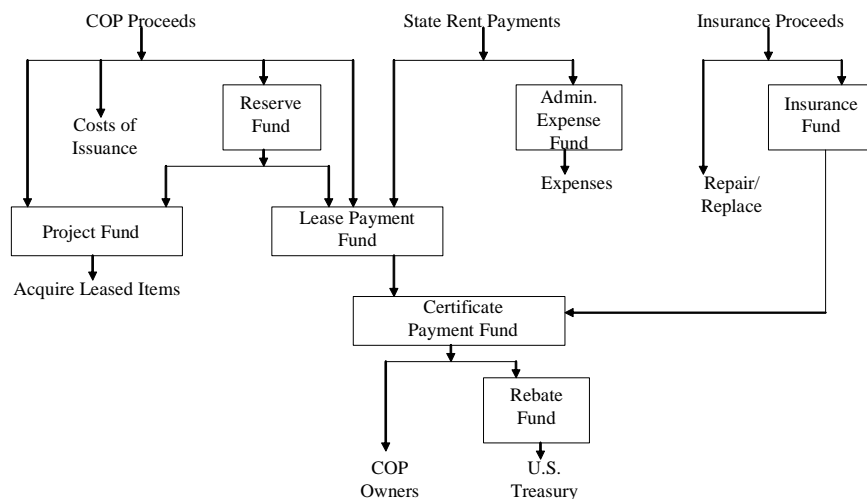 COP Proceeds
State Rent Payments
Insurance Proceeds
Costs of
Issuance
Reserve
Fund
Admin.
Expense
Fund
Insurance
Fund
Expenses
Repair/
Replace
Project Fund
Lease Payment
Fund
Acquire Leased Items
Certificate
Payment Fund
Rebate
Fund
COP
Owners
U.S.
Treasury